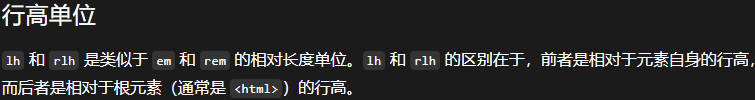 行高单位
lh 和 rlh 是类似于 em 和 rem 的相对长度单位。lh 和 rlh 的区别在于，前者是相对于元素自身的行高，
而后者是相对于根元素（通常是 <html>）的行高。